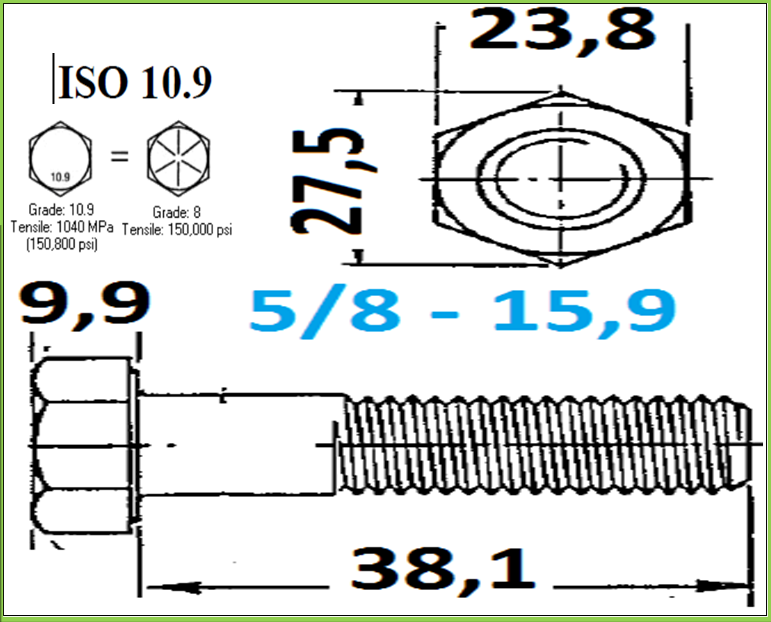 23,8
ISO 10.9
27,5
10.9
=
Grade: 10.9
Tensile: 1040 MPa
(150,800 psi)
Grade: 8
Tensile: 150,000 psi
9,9
5/8 - 15,9
38,1